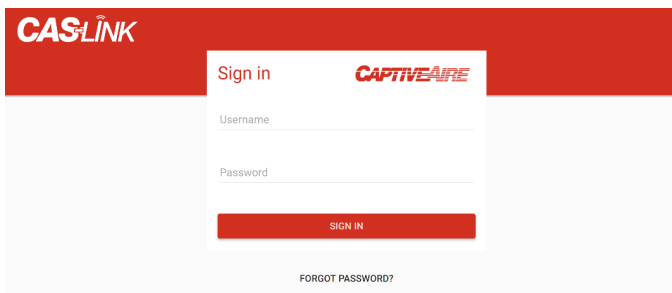 CASLINK
Sign in CAPTIVEAIRE
Username
Password
SIGN IN
FORGOT PASSWORD?